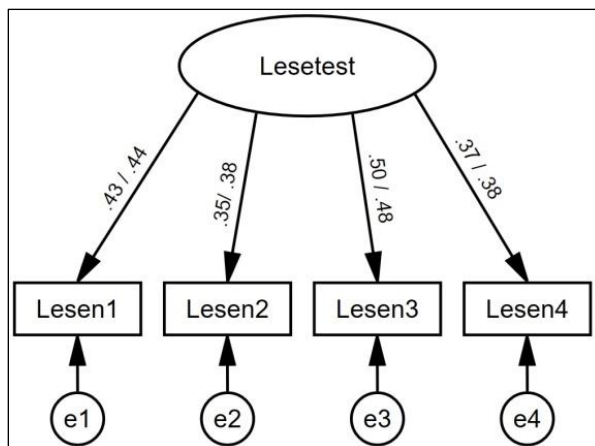 Lesetest
.43 / .44
.35/ .38
.50 / .48
.37 / .38
Lesen1
Lesen2
Lesen3
Lesen4
e1
e2
e3
e4